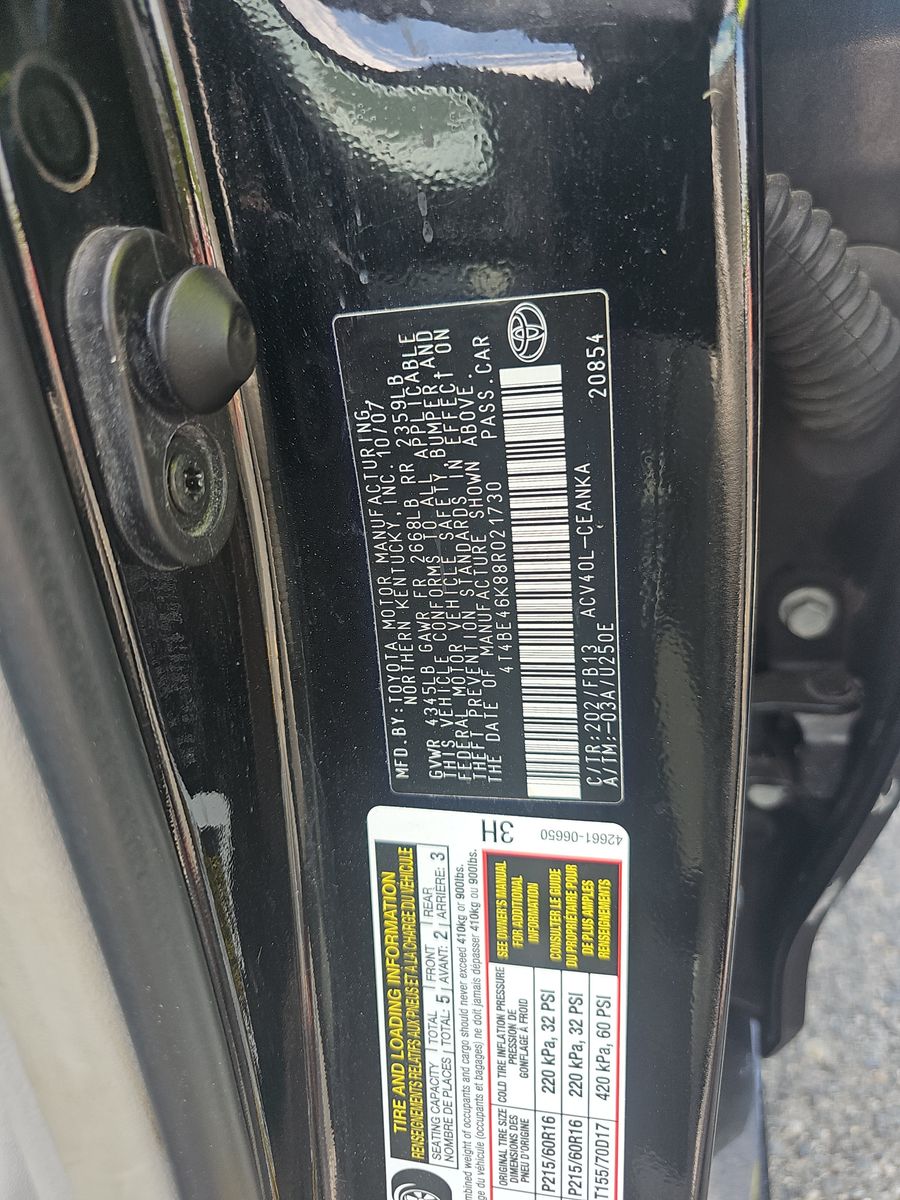 MFD. BY: TOYOTA MOTOR MANUFACTURING,
NORTHERN KENTUCKY, INC. 10/07
GVWR 4345LB GAWR FR 2668LB RR 2359LB
THIS VEHICLE CONFORMS TO ALL APPLICABLE
FEDERAL MOTOR VEHICLE SAFETY, BUMPER AND
THEFT PREVENTION STANDARDS IN EFFECT ON
THE DATE OF MANUFACTURE SHOWN ABOVE.
4T4BE46K88R021730 PASS.CAR
C/TR:202/FB13 ACV40L-CEANKA 20854
A/TM:-03A/U250E
TIRE AND LOADING INFORMATION
RENSEIGNEMENTS RELATIFS AUX PNEUS ET A LA CHARGE DU VÉHICULE
SEATING CAPACITY TOTAL FRONT REAR
NOMBRE DE PLACES TOTAL: 5 AVANT: 2 ARRIÈRE: 3
weight of occupants and cargo should never exceed 410kg or 900lbs.
du véhicule (occupants et bagages) ne doit jamais dépasser 410kg ou 900lbs.
3H
42661-06650
ORIGINAL TIRE SIZE
DIMENSIONS DES
PNEU D'ORIGINE
COLD TIRE INFLATION PRESSURE
PRESSION DE
GONFLAGE À FROID
P215/60R16 220 kPa, 32 PSI
P215/60R16 220 kPa, 32 PSI
T155/70D17 420 kPa, 60 PSI
SEE OWNER'S MANUAL
FOR ADDITIONAL
INFORMATION
CONSULTER LE GUIDE
DU PROPRIÉTAIRE POUR
DE PLUS AMPLES
RENSEIGNEMENTS